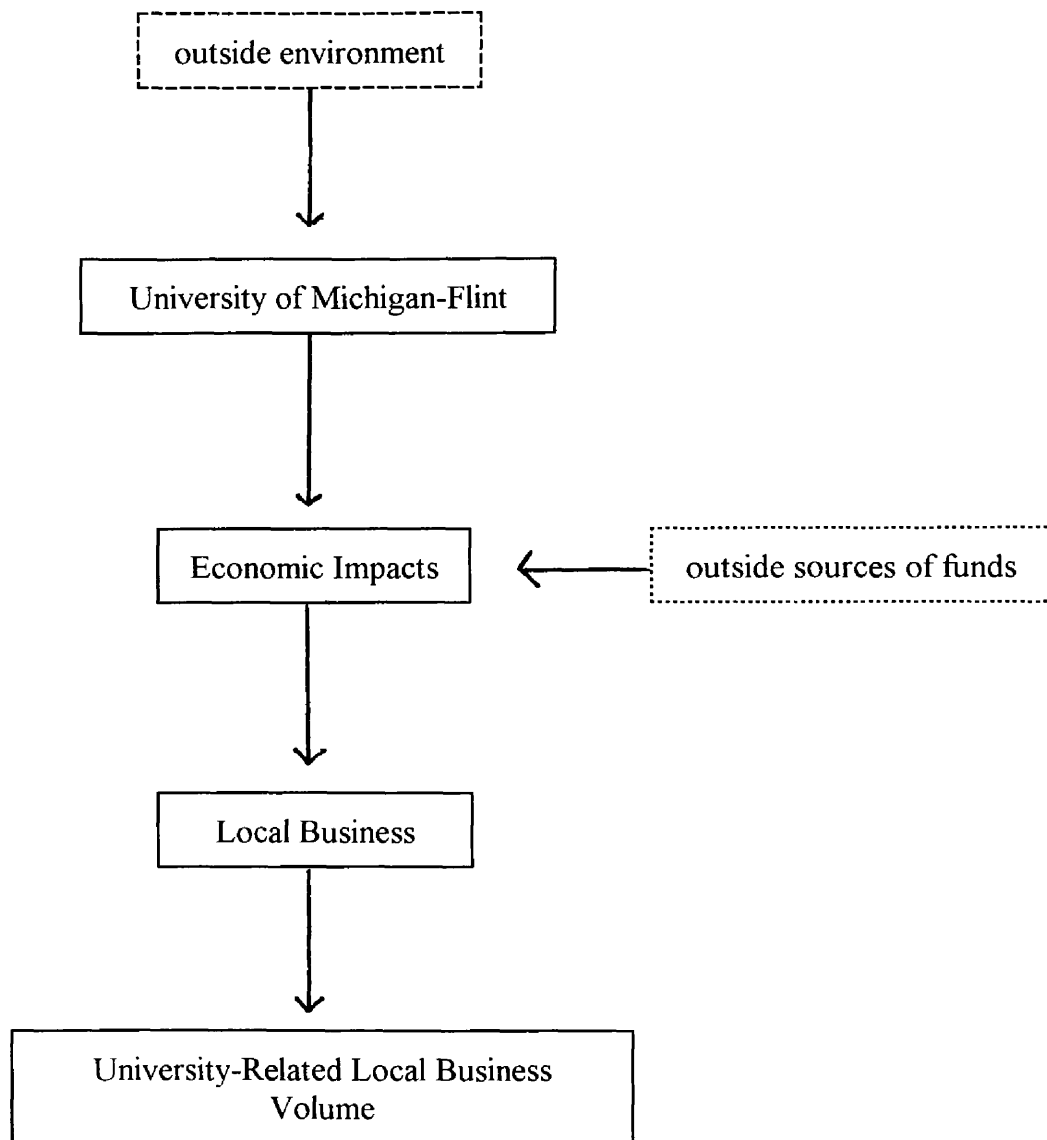 outside environment
University of Michigan-Flint
Economic Impacts
outside sources of funds
Local Business
University-Related Local Business
Volume